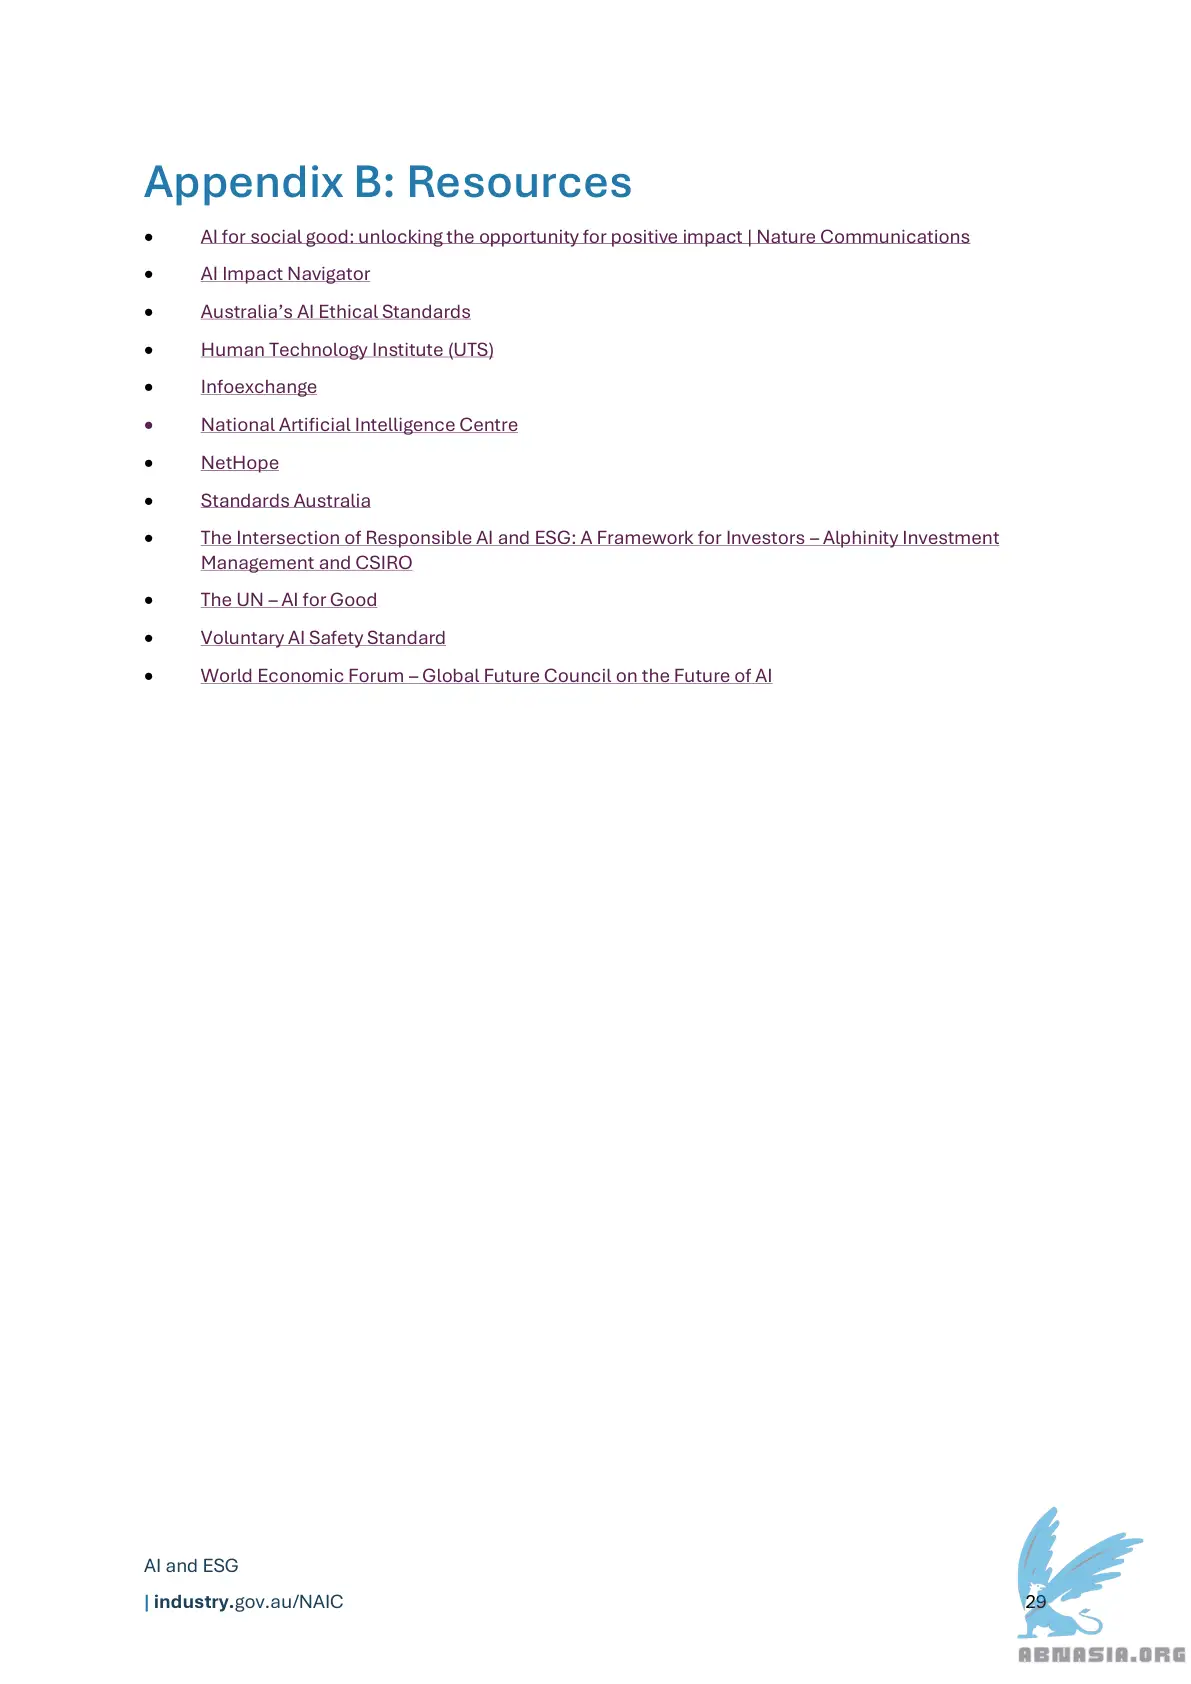 Appendix B: Resources
• AI for social good: unlocking the opportunity for positive impact | Nature Communications
• AI Impact Navigator
• Australia’s AI Ethical Standards
• Human Technology Institute (UTS)
• Infoexchange
• National Artificial Intelligence Centre
• NetHope
• Standards Australia
• The Intersection of Responsible AI and ESG: A Framework for Investors – Alphinity Investment
Management and CSIRO
• The UN – AI for Good
• Voluntary AI Safety Standard
• World Economic Forum – Global Future Council on the Future of AI
AI and ESG
| industry.gov.au/NAIC
29
ABNASIA.ORG